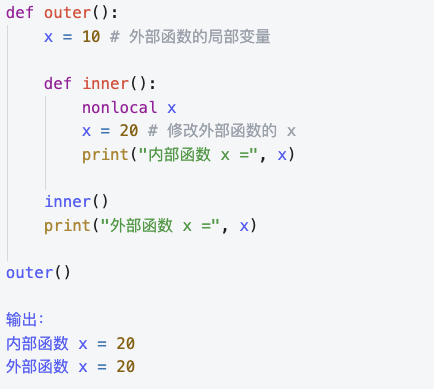 def outer():
    x = 10 # 外部函数的局部变量

    def inner():
        nonlocal x
        x = 20 # 修改外部函数的 x
        print("内部函数 x =", x)

    inner()
    print("外部函数 x =", x)

outer()

输出:
内部函数 x = 20
外部函数 x = 20